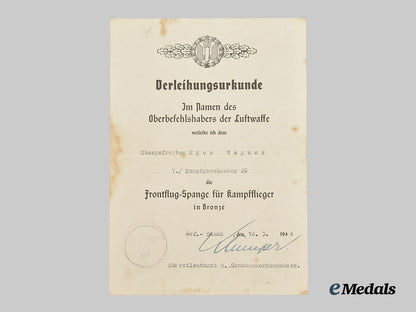 Verleihungsurkunde
Im Namen des
Oberbefehlshabers der Luftwaffe
verleihe ich dem
Obergefreiten Egon Wagner
7./ Kampfgeschwader 26
die
Frontflug-Spange für Kampfflieger
in Bronze
Gef.- Stand, den 10. 3. 1944
Oberstleutnant u. Geschwaderkommodore.
eMedals